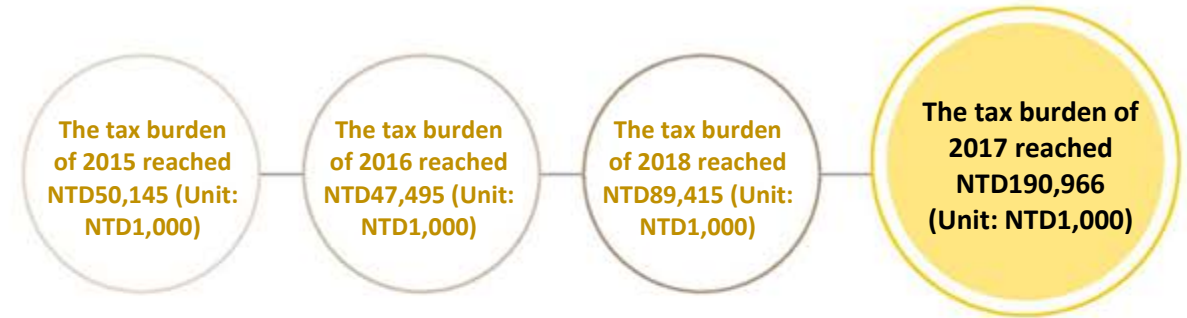 The tax burden
of 2015 reached
NTD50,145 (Unit:
NTD1,000)
The tax burden
of 2016 reached
NTD47,495 (Unit:
NTD1,000)
The tax burden
of 2018 reached
NTD89,415 (Unit:
NTD1,000)
The tax burden of
2017 reached
NTD190,966
(Unit: NTD1,000)